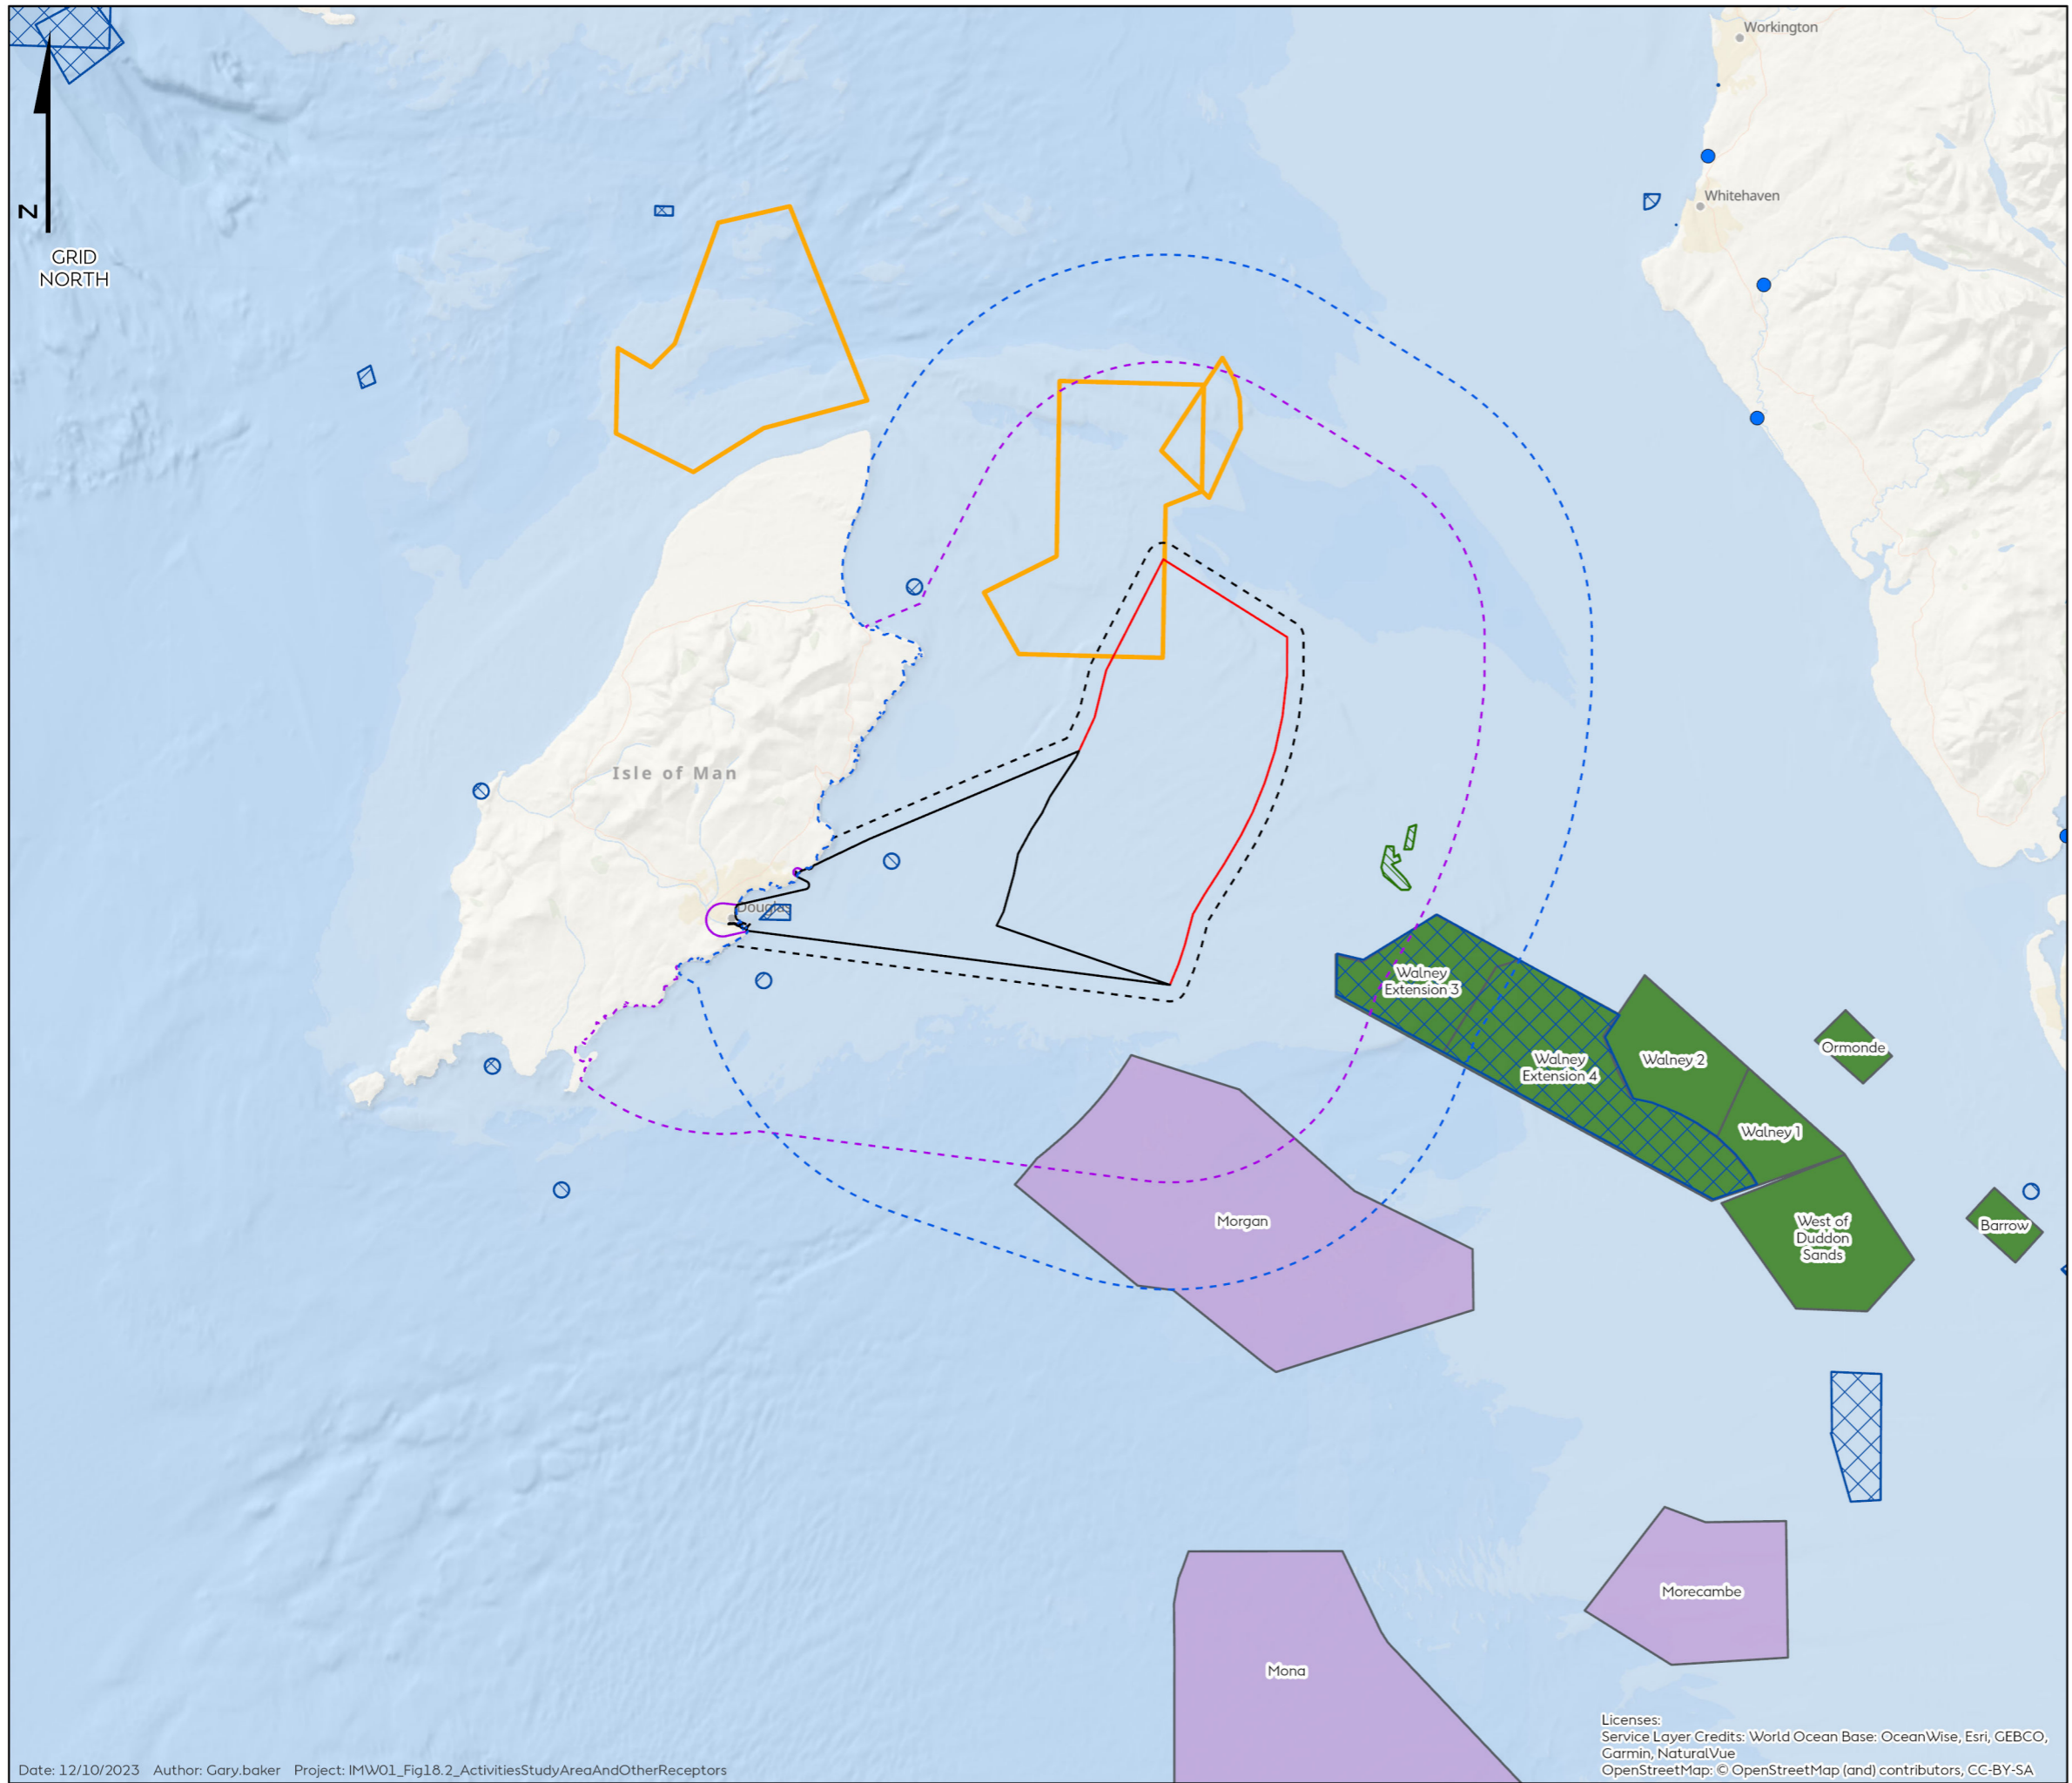 Workington
Whitehaven
N
GRID
NORTH
Isle of Man
Douglas
Walney
Extension 3
Walney
Extension 4
Walney 2
Ormonde
Walney 1
West of
Duddon
Sands
Barrow
Morgan
Morecambe
Mona
Licenses:
Service Layer Credits: World Ocean Base: OceanWise, Esri, GEBCO,
Garmin, NaturalVue
OpenStreetMap: © OpenStreetMap (and) contributors, CC-BY-SA
Date: 12/10/2023 Author: Gary.baker Project: IMW01_Fig18.2_ActivitiesStudyAreaAndOtherReceptors